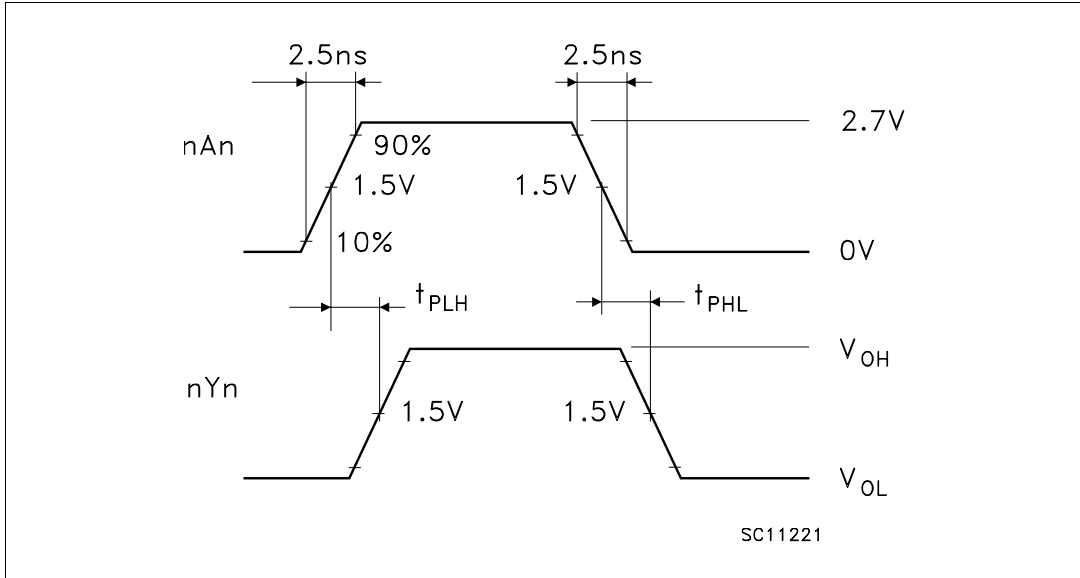 2.5ns 2.5ns
2.7V
nAn 90%
1.5V 1.5V
10% 0V
tPLH tPHL
VOH
nYn
1.5V 1.5V
VOL
SC11221